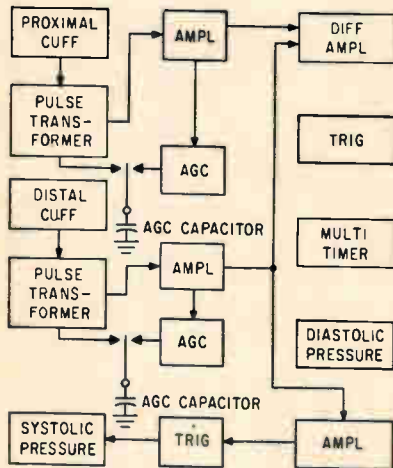 PROXIMAL
CUFF
AMPL
DIFF
AMPL
PULSE
TRANS-
FORMER
TRIG
AGC
DISTAL
CUFF
AGC CAPACITOR
MULTI
TIMER
AMPL
PULSE
TRANS-
FORMER
DIASTOLIC
PRESSURE
AGC
AGC CAPACITOR
SYSTOLIC
PRESSURE
TRIG
AMPL